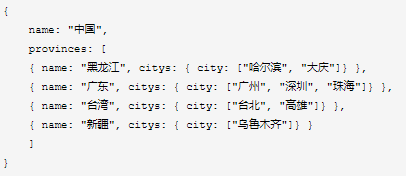 {
name: "中国",
provinces: [
{ name: "黑龙江", citys: { city: ["哈尔滨", "大庆"]} },
{ name: "广东", citys: { city: ["广州", "深圳", "珠海"]} },
{ name: "台湾", citys: { city: ["台北", "高雄"]} },
{ name: "新疆", citys: { city: ["乌鲁木齐"]} }
]
}